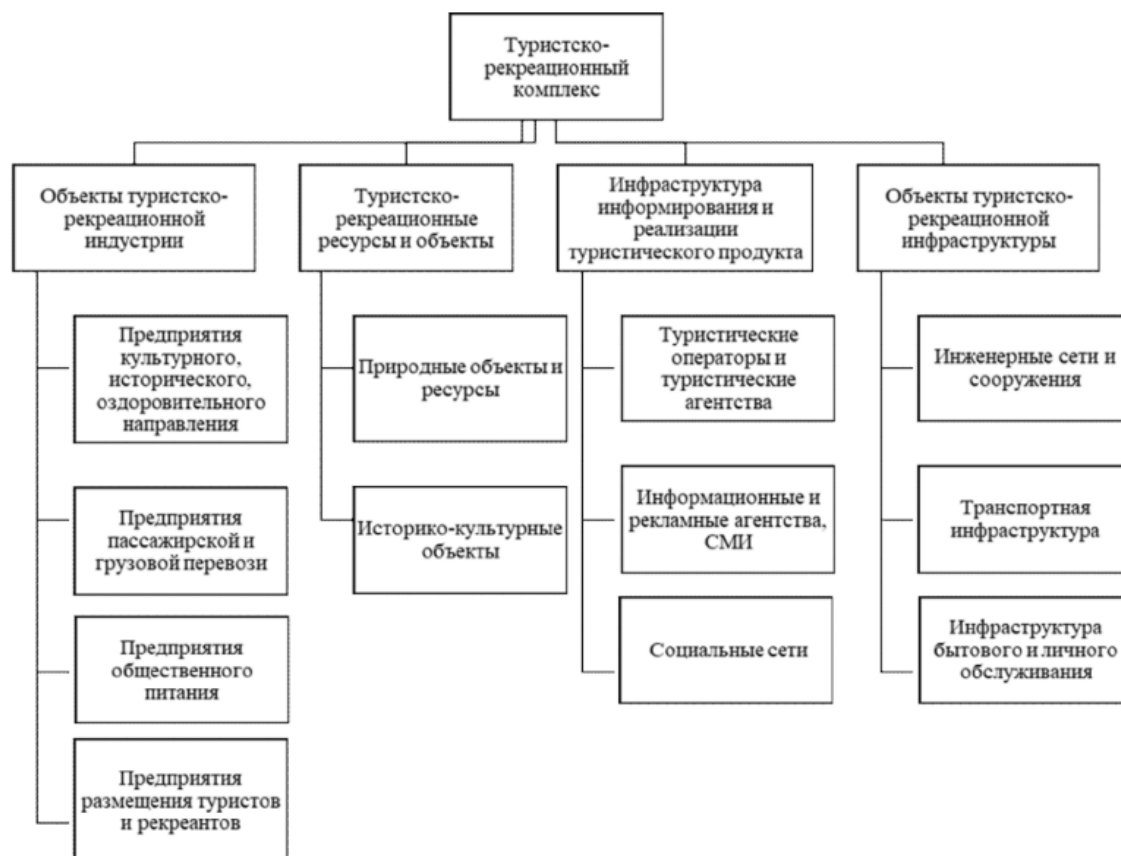 Туристско-
рекреационный
комплекс
Объекты туристско-
рекреационной
индустрии
Туристско-
рекреационные
ресурсы и объекты
Инфраструктура
информирования и
реализации
туристического продукта
Объекты туристско-
рекреационной
инфраструктуры
Предприятия
культурного,
исторического,
оздоровительного
направления
Предприятия
пассажирской и
грузовой перевози
Предприятия
общественного
питания
Предприятия
размещения туристов
и рекреантов
Природные объекты и
ресурсы
Историко-культурные
объекты
Туристические
операторы и
туристические
агентства
Информационные и
рекламные агентства,
СМИ
Социальные сети
Инженерные сети и
сооружения
Транспортная
инфраструктура
Инфраструктура
бытового и личного
обслуживания